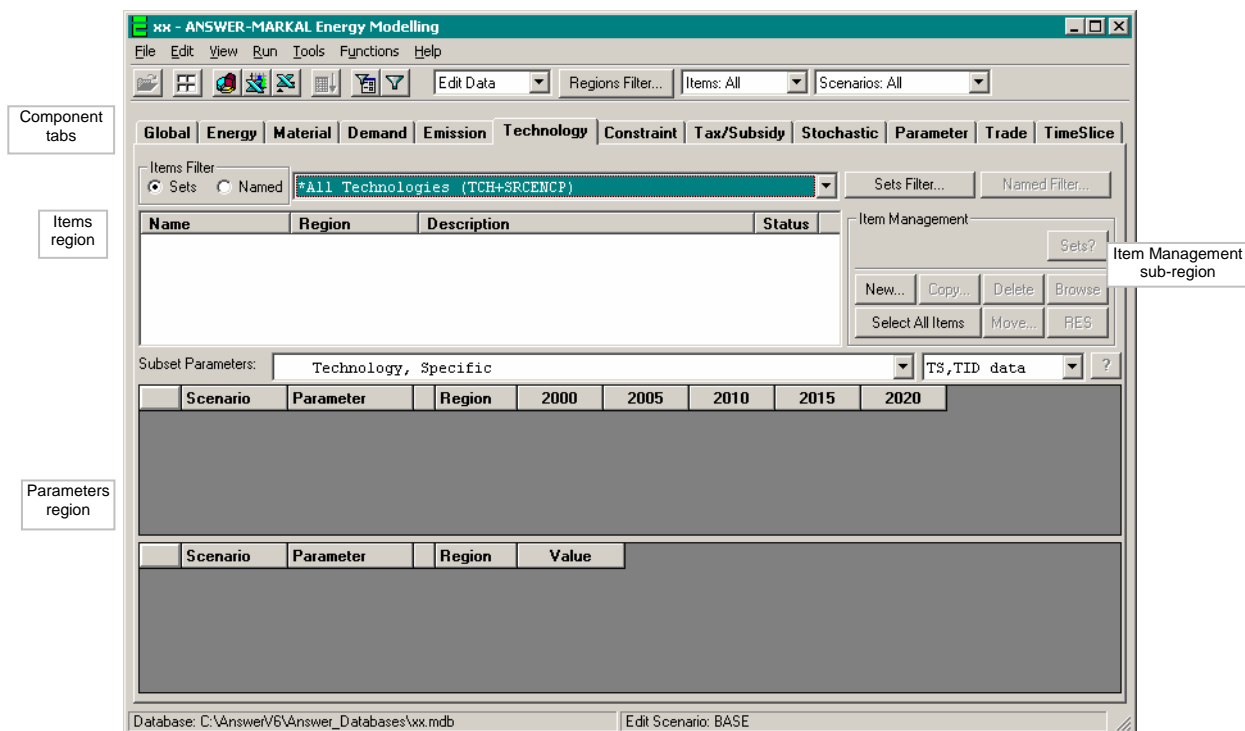 xx - ANSWER-MARKAL Energy Modelling
File Edit View Run Tools Functions Help
Edit Data Regions Filter... Items: All Scenarios: All
Component
tabs
Global Energy Material Demand Emission Technology Constraint Tax/Subsidy Stochastic Parameter Trade TimeSlice
Items Filter
Sets Named *All Technologies (TCH+SRCENCP) Sets Filter... Named Filter...
Items
region
Name Region Description Status
Item Management
Sets?
Item Management
sub-region
New... Copy... Delete Browse
Select All Items Move... RES
Subset Parameters: Technology, Specific TS,TID data ?
Scenario Parameter Region 2000 2005 2010 2015 2020
Parameters
region
Scenario Parameter Region Value
Database: C:\AnswerV6\Answer_Databases\xx.mdb Edit Scenario: BASE